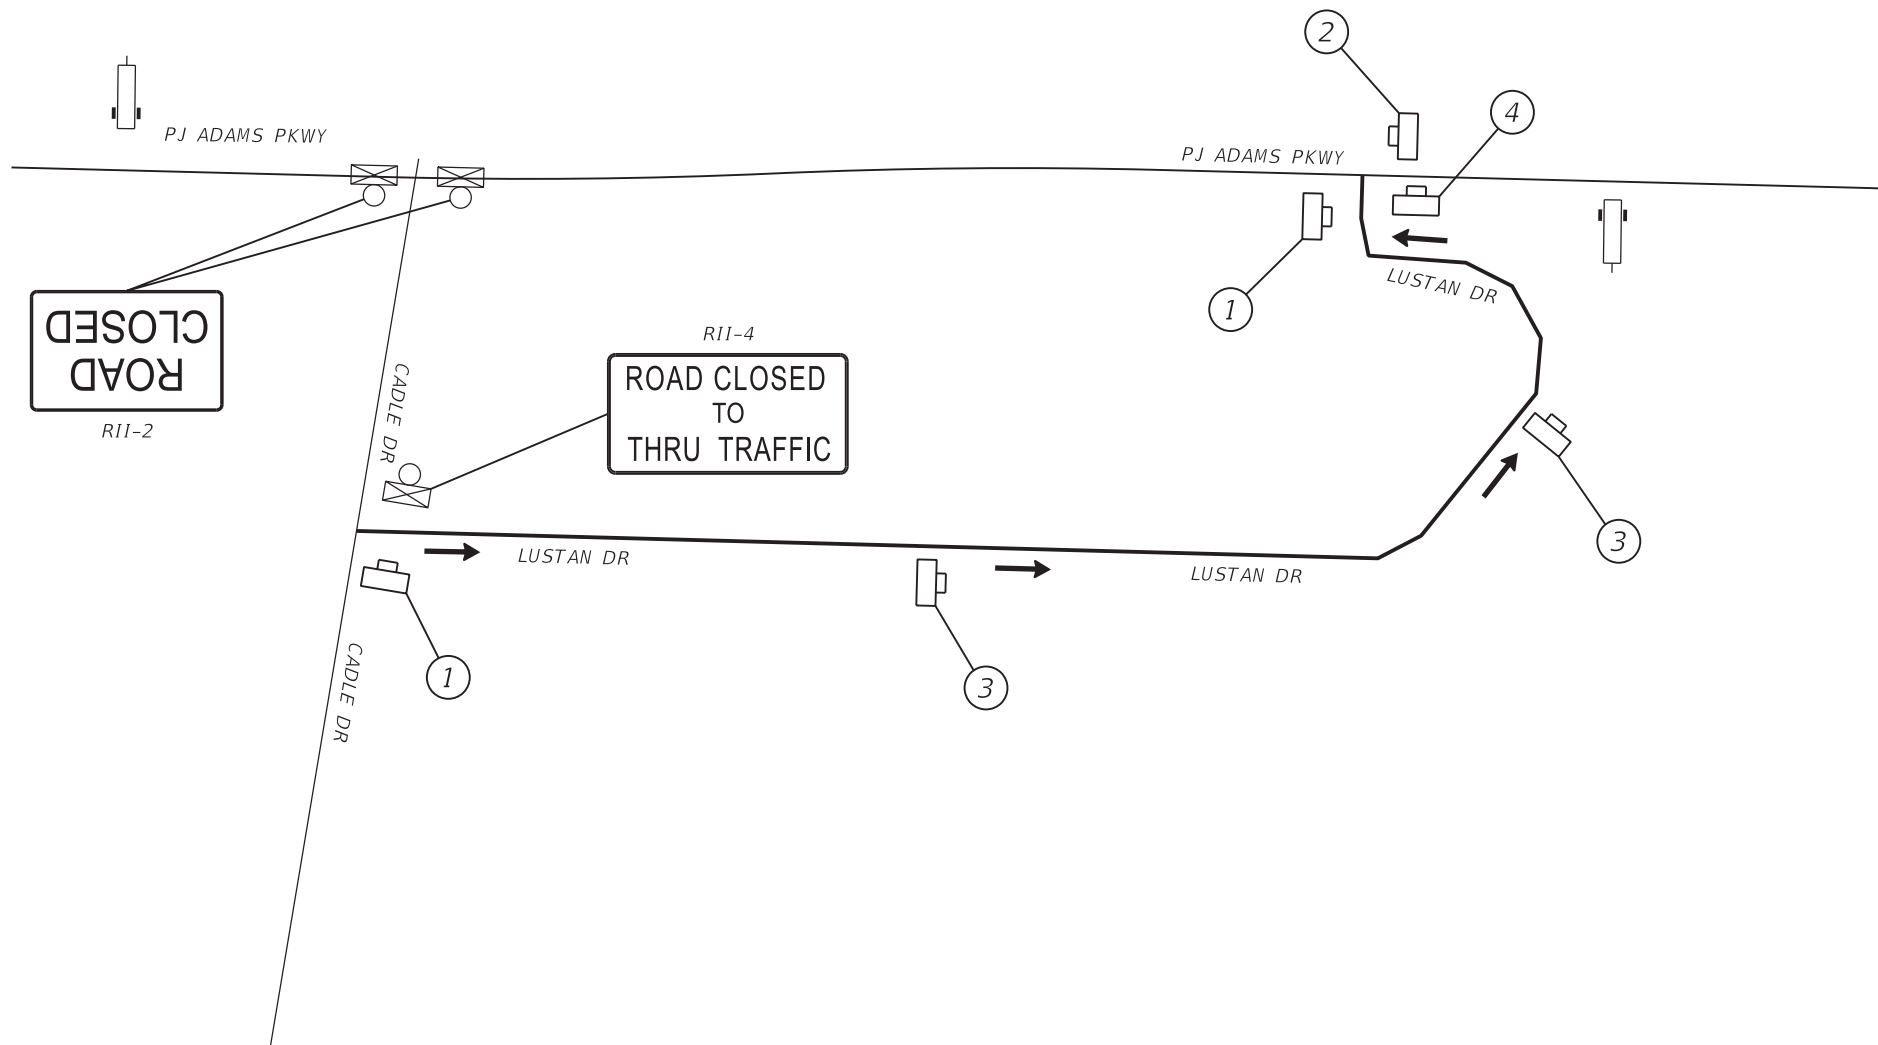 2
4
PJ ADAMS PKWY
PJ ADAMS PKWY
LUSTAN DR
1
ROAD
CLOSED
RII-2
RII-4
ROAD CLOSED
TO
THRU TRAFFIC
CADLE DR
3
LUSTAN DR
LUSTAN DR
1
3
CADLE DR